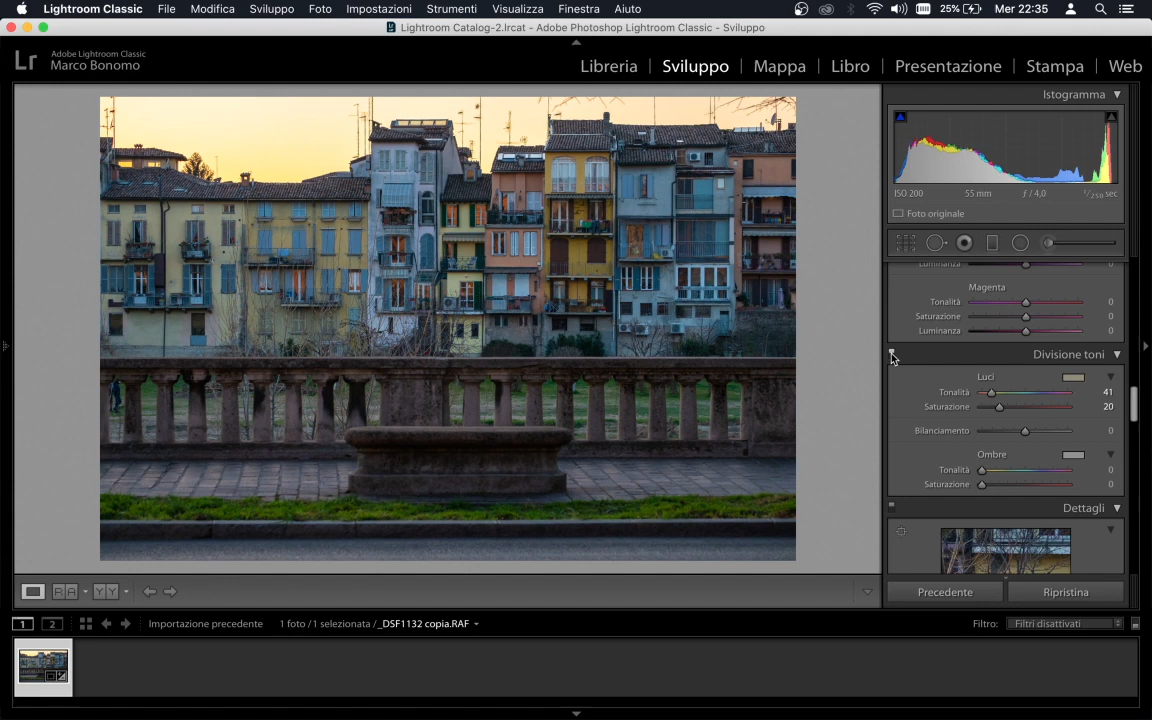 Lightroom Classic File Modifica Sviluppo Foto Impostazioni Strumenti Visualizza Finestra Aiuto 25% Mer 22:35
Lightroom Catalog-2.lrcat - Adobe Photoshop Lightroom Classic - Sviluppo
Lr
Adobe Lightroom Classic
Marco Bonomo
Libreria | Sviluppo | Mappa | Libro | Presentazione | Stampa | Web
Istogramma
ISO 200 55 mm ƒ / 4,0 1/250 sec
Foto originale
Luminanza 0
Magenta
Tonalità 0
Saturazione 0
Luminanza 0
Divisione toni
Luci
Tonalità 41
Saturazione 20
Bilanciamento 0
Ombre
Tonalità 0
Saturazione 0
Dettagli
R A Y Y
Precedente Ripristina
1 2 Importazione precedente 1 foto / 1 selezionata / _DSF1132 copia.RAF Filtro: Filtri disattivati